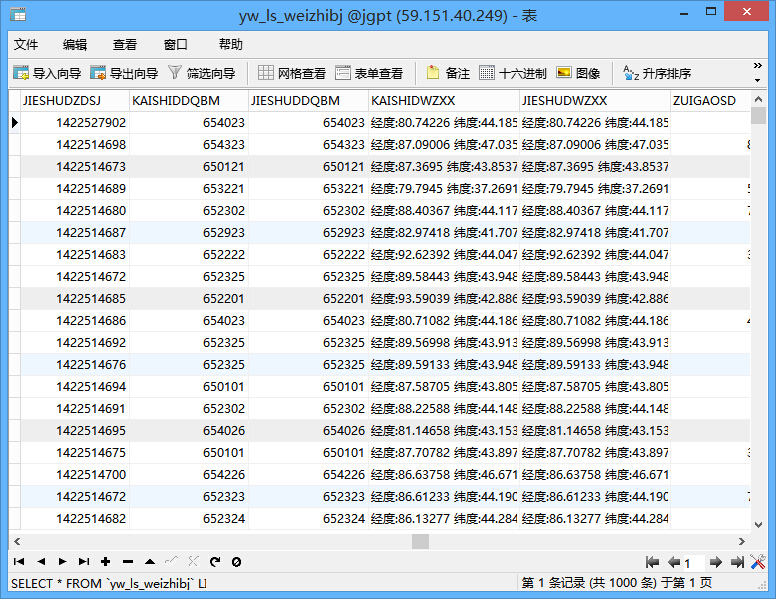 yw_ls_weizhibj @jgpt (59.151.40.249) - 表
文件 编辑 查看 窗口 帮助
导入向导 导出向导 筛选向导 网格查看 表单查看 备注 十六进制 图像 升序排序
JIESHUDZDSJ KAISHIDDQBM JIESHUDDQBM KAISHIDWZXX JIESHUDWZXX ZUIGAOSD
1422527902 654023 654023 经度:80.74226 纬度:44.185 经度:80.74226 纬度:44.185
1422514698 654323 654323 经度:87.09006 纬度:47.035 经度:87.09006 纬度:47.035
1422514673 650121 650121 经度:87.3695 纬度:43.8537 经度:87.3695 纬度:43.8537
1422514689 653221 653221 经度:79.7945 纬度:37.2691 经度:79.7945 纬度:37.2691
1422514680 652302 652302 经度:88.40367 纬度:44.117 经度:88.40367 纬度:44.117
1422514687 652923 652923 经度:82.97418 纬度:41.707 经度:82.97418 纬度:41.707
1422514683 652222 652222 经度:92.62392 纬度:44.047 经度:92.62392 纬度:44.047
1422514672 652325 652325 经度:89.58443 纬度:43.948 经度:89.58443 纬度:43.948
1422514685 652201 652201 经度:93.59039 纬度:42.886 经度:93.59039 纬度:42.886
1422514686 654023 654023 经度:80.71082 纬度:44.186 经度:80.71082 纬度:44.186
1422514692 652325 652325 经度:89.56998 纬度:43.913 经度:89.56998 纬度:43.913
1422514676 652325 652325 经度:89.59133 纬度:43.948 经度:89.59133 纬度:43.948
1422514694 650101 650101 经度:87.58705 纬度:43.805 经度:87.58705 纬度:43.805
1422514691 652302 652302 经度:88.22588 纬度:44.148 经度:88.22588 纬度:44.148
1422514695 654026 654026 经度:81.14658 纬度:43.153 经度:81.14658 纬度:43.153
1422514675 650101 650101 经度:87.70782 纬度:43.897 经度:87.70782 纬度:43.897
1422514700 654226 654226 经度:86.63758 纬度:46.671 经度:86.63758 纬度:46.671
1422514672 652323 652323 经度:86.61233 纬度:44.190 经度:86.61233 纬度:44.190
1422514682 652324 652324 经度:86.13277 纬度:44.284 经度:86.13277 纬度:44.284
1
SELECT * FROM `yw_ls_weizhibj` LI 第 1 条记录 (共 1000 条) 于第 1 页